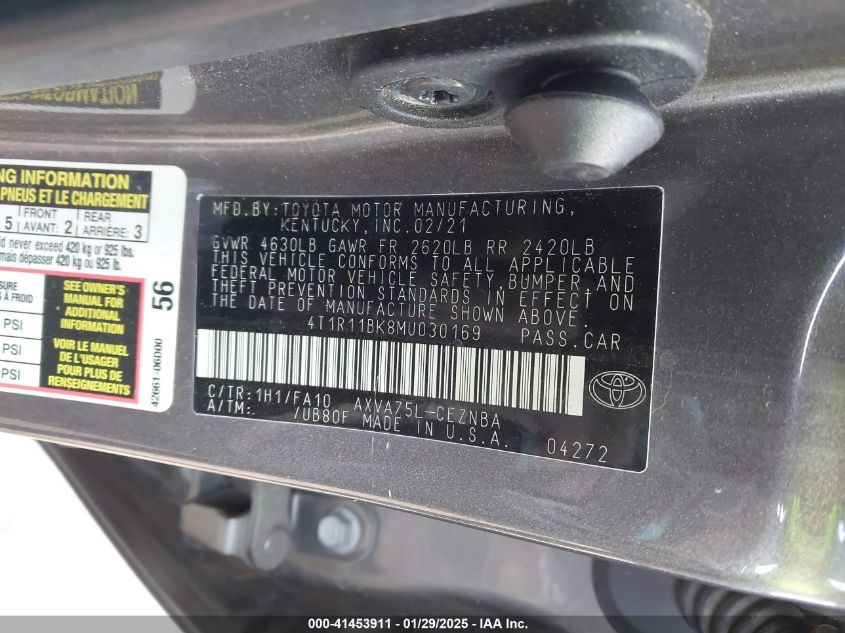 NG INFORMATION
PNEUS ET LE CHARGEMENT
5 FRONT AVANT: 2 REAR ARRIÈRE: 3
never exceed 420 kg or 925 lbs.
mais dépasser 420 kg ou 925 lb.
À FROID
PSI
PSI
PSI
SEE OWNER'S
MANUAL FOR
ADDITIONAL
INFORMATION
VOIR LE MANUEL
DE L'USAGER
POUR PLUS DE
RENSEIGNEMENTS
56
42661-06D00
MFD.BY:TOYOTA MOTOR MANUFACTURING,
KENTUCKY,INC.02/21
GVWR 4630LB GAWR FR 2620LB RR 2420LB
THIS VEHICLE CONFORMS TO ALL APPLICABLE
FEDERAL MOTOR VEHICLE SAFETY,BUMPER,AND
THEFT PREVENTION STANDARDS IN EFFECT ON
THE DATE OF MANUFACTURE SHOWN ABOVE.
4T1R11BK8MU030169 PASS.CAR
C/TR:1H1/FA10 AXVA75L-CEZNBA
A/TM:. /UB80F MADE IN U.S.A.
04272
TOYOTA
000-41453911 | 01/29/2025 - IAA Inc.